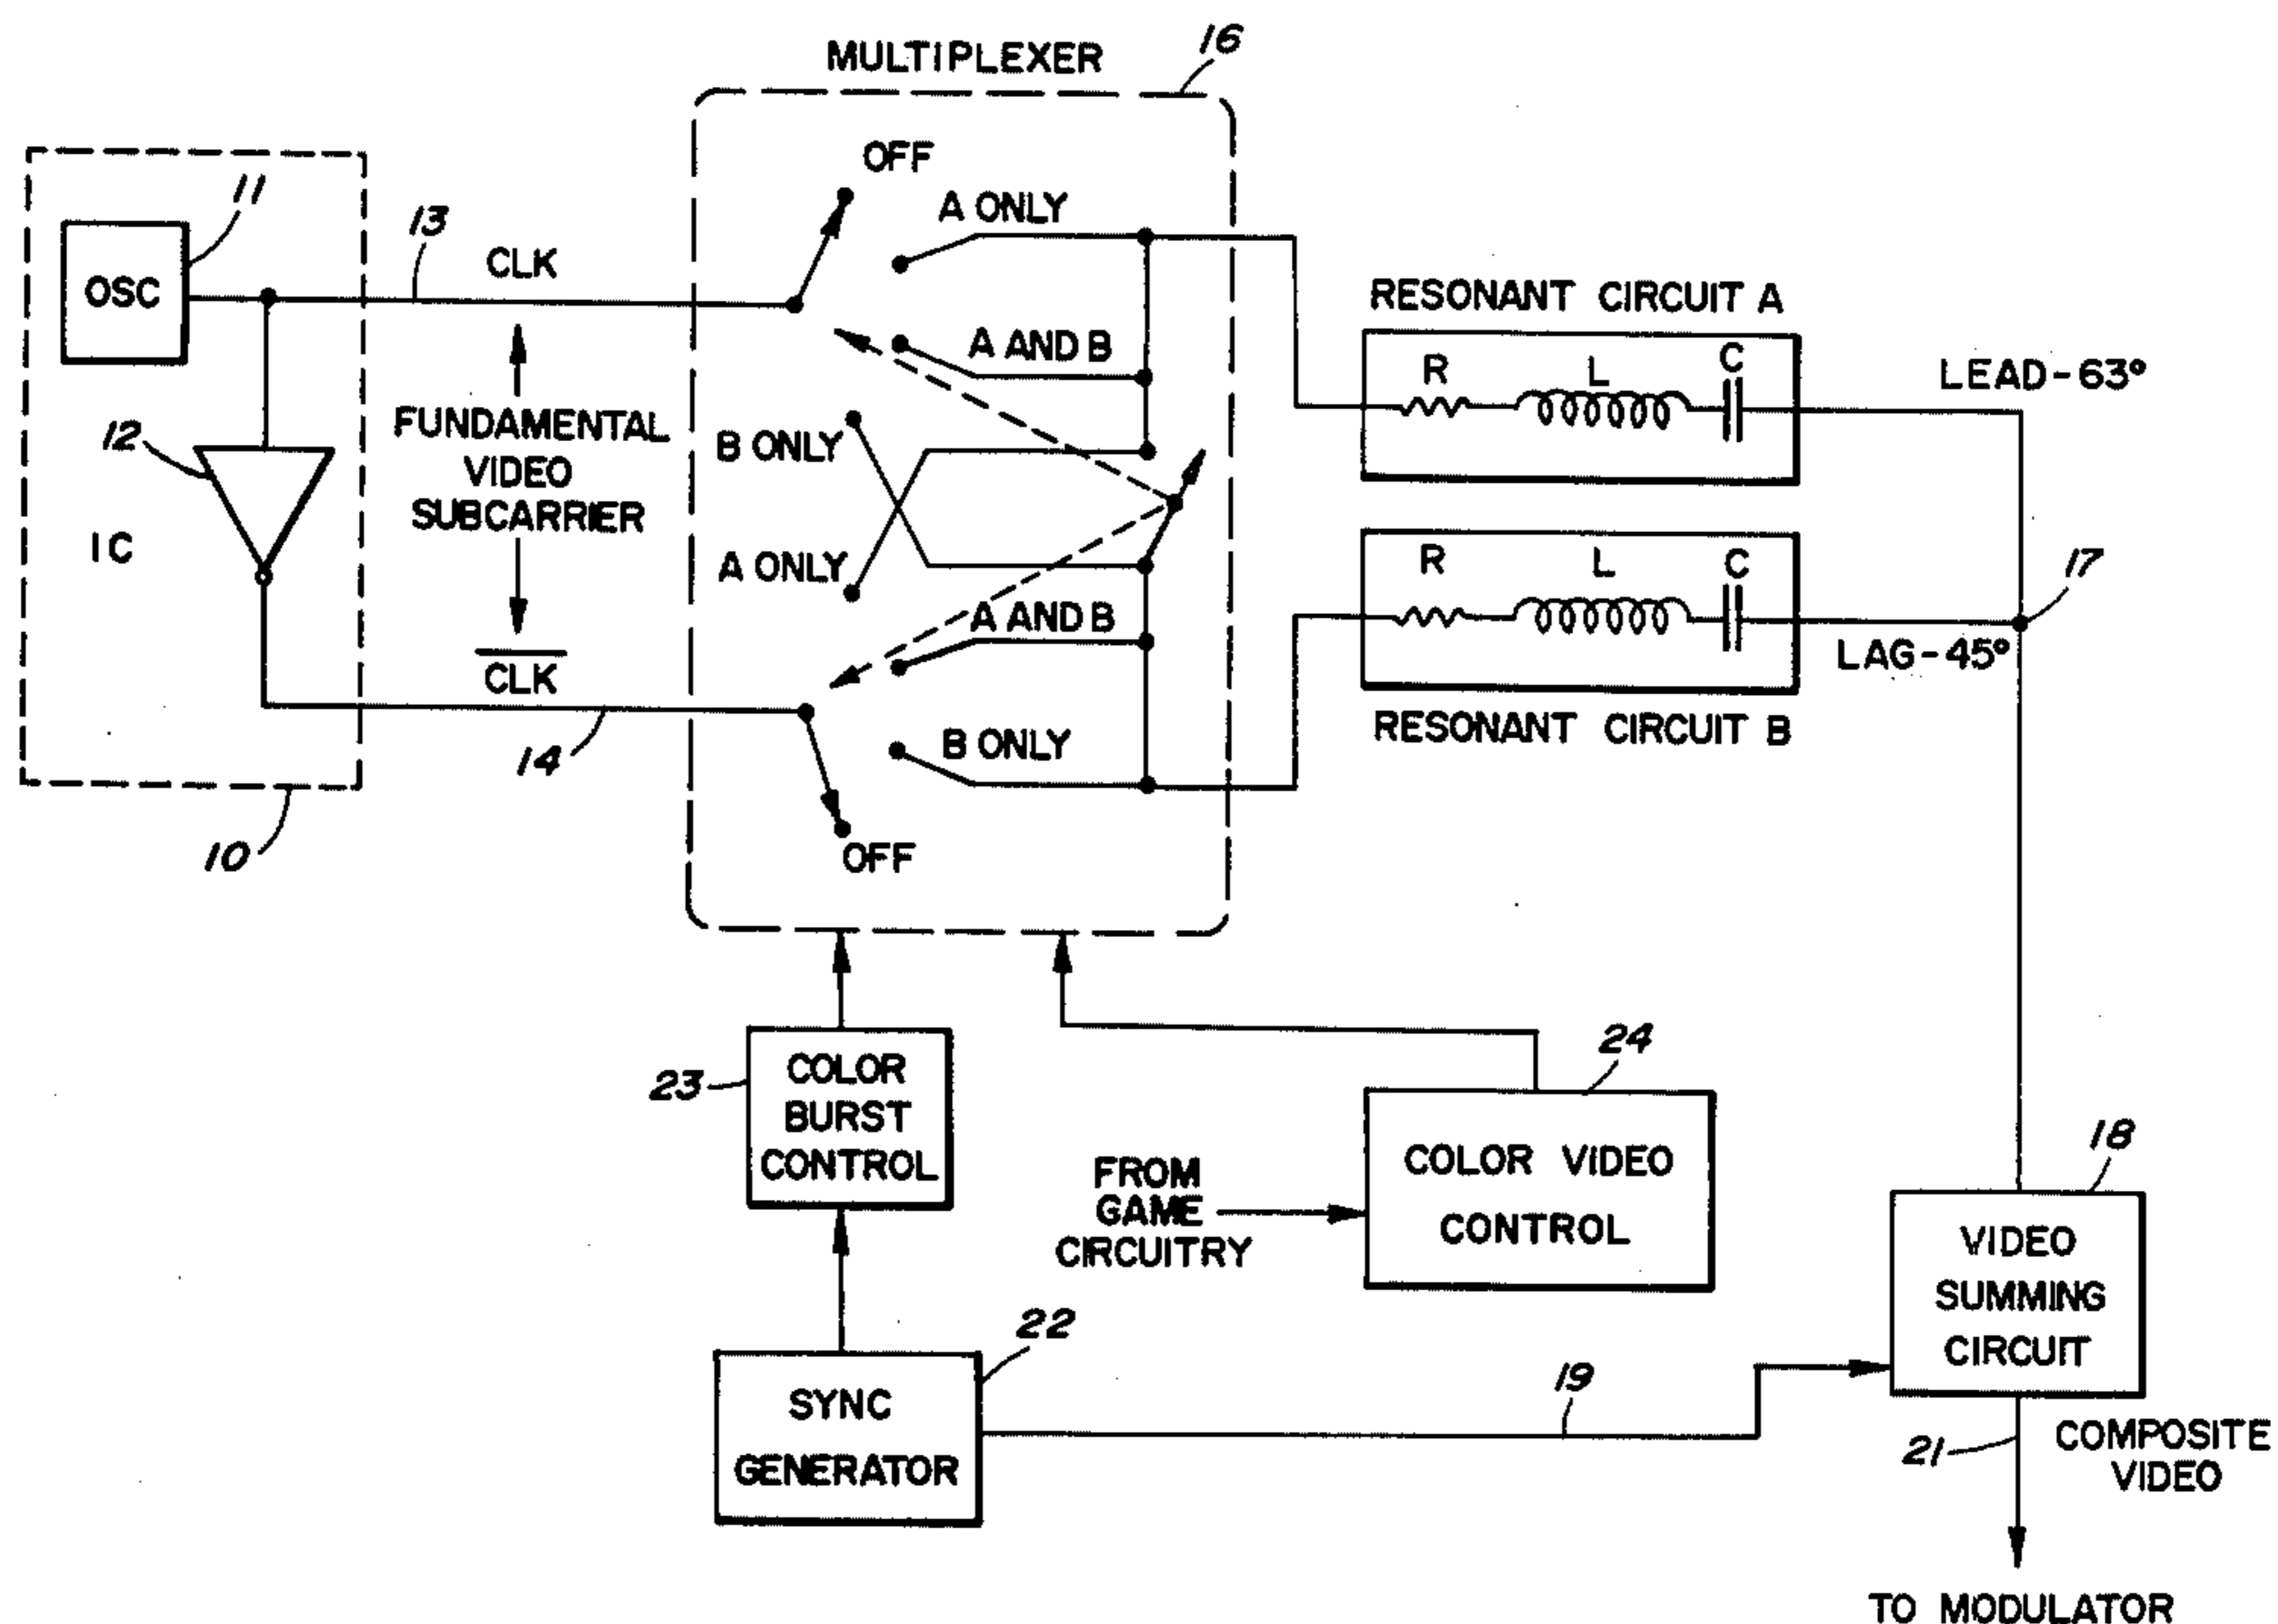 MULTIPLEXER
16
OFF
11
OSC
13
CLK
A ONLY
A AND B
RESONANT CIRCUIT A
R
L
C
LEAD-63°
12
FUNDAMENTAL
VIDEO
SUBCARRIER
B ONLY
IC
A ONLY
A AND B
R
L
C
17
LAG-45°
CLK
14
B ONLY
RESONANT CIRCUIT B
10
OFF
23
COLOR
BURST
CONTROL
24
FROM
GAME
CIRCUITRY
COLOR VIDEO
CONTROL
18
VIDEO
SUMMING
CIRCUIT
22
SYNC
GENERATOR
19
21
COMPOSITE
VIDEO
TO MODULATOR